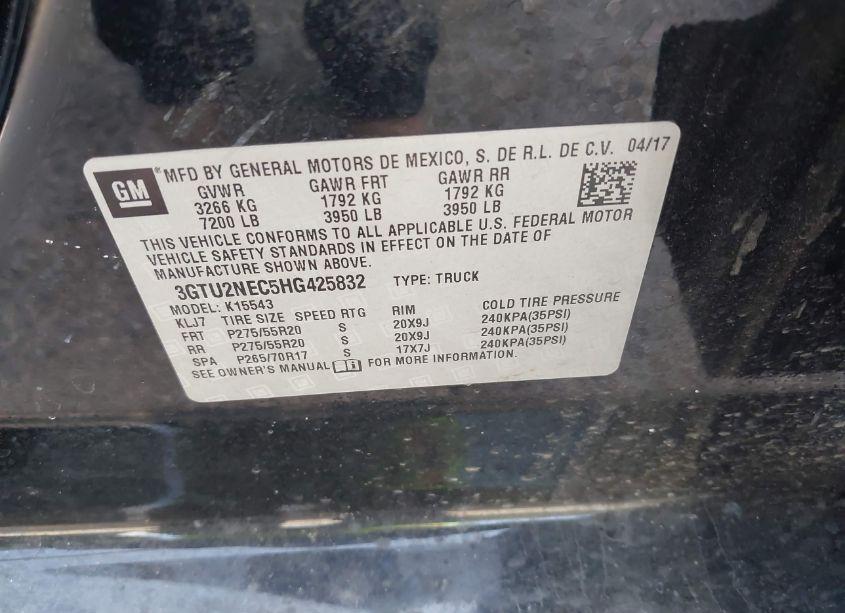 GM
® MFD BY GENERAL MOTORS DE MEXICO, S. DE R.L. DE C.V. 04/17
GVWR GAWR FRT GAWR RR
3266 KG 1792 KG 1792 KG
7200 LB 3950 LB 3950 LB
THIS VEHICLE CONFORMS TO ALL APPLICABLE U.S. FEDERAL MOTOR
VEHICLE SAFETY STANDARDS IN EFFECT ON THE DATE OF
MANUFACTURE SHOWN ABOVE.
3GTU2NEC5HG425832 TYPE: TRUCK
MODEL: K15543
KLJ7 TIRE SIZE SPEED RTG RIM COLD TIRE PRESSURE
FRT P275/55R20 S 20X9J 240KPA(35PSI)
RR P275/55R20 S 20X9J 240KPA(35PSI)
SPA P265/70R17 S 17X7J 240KPA(35PSI)
SEE OWNER'S MANUAL FOR MORE INFORMATION.